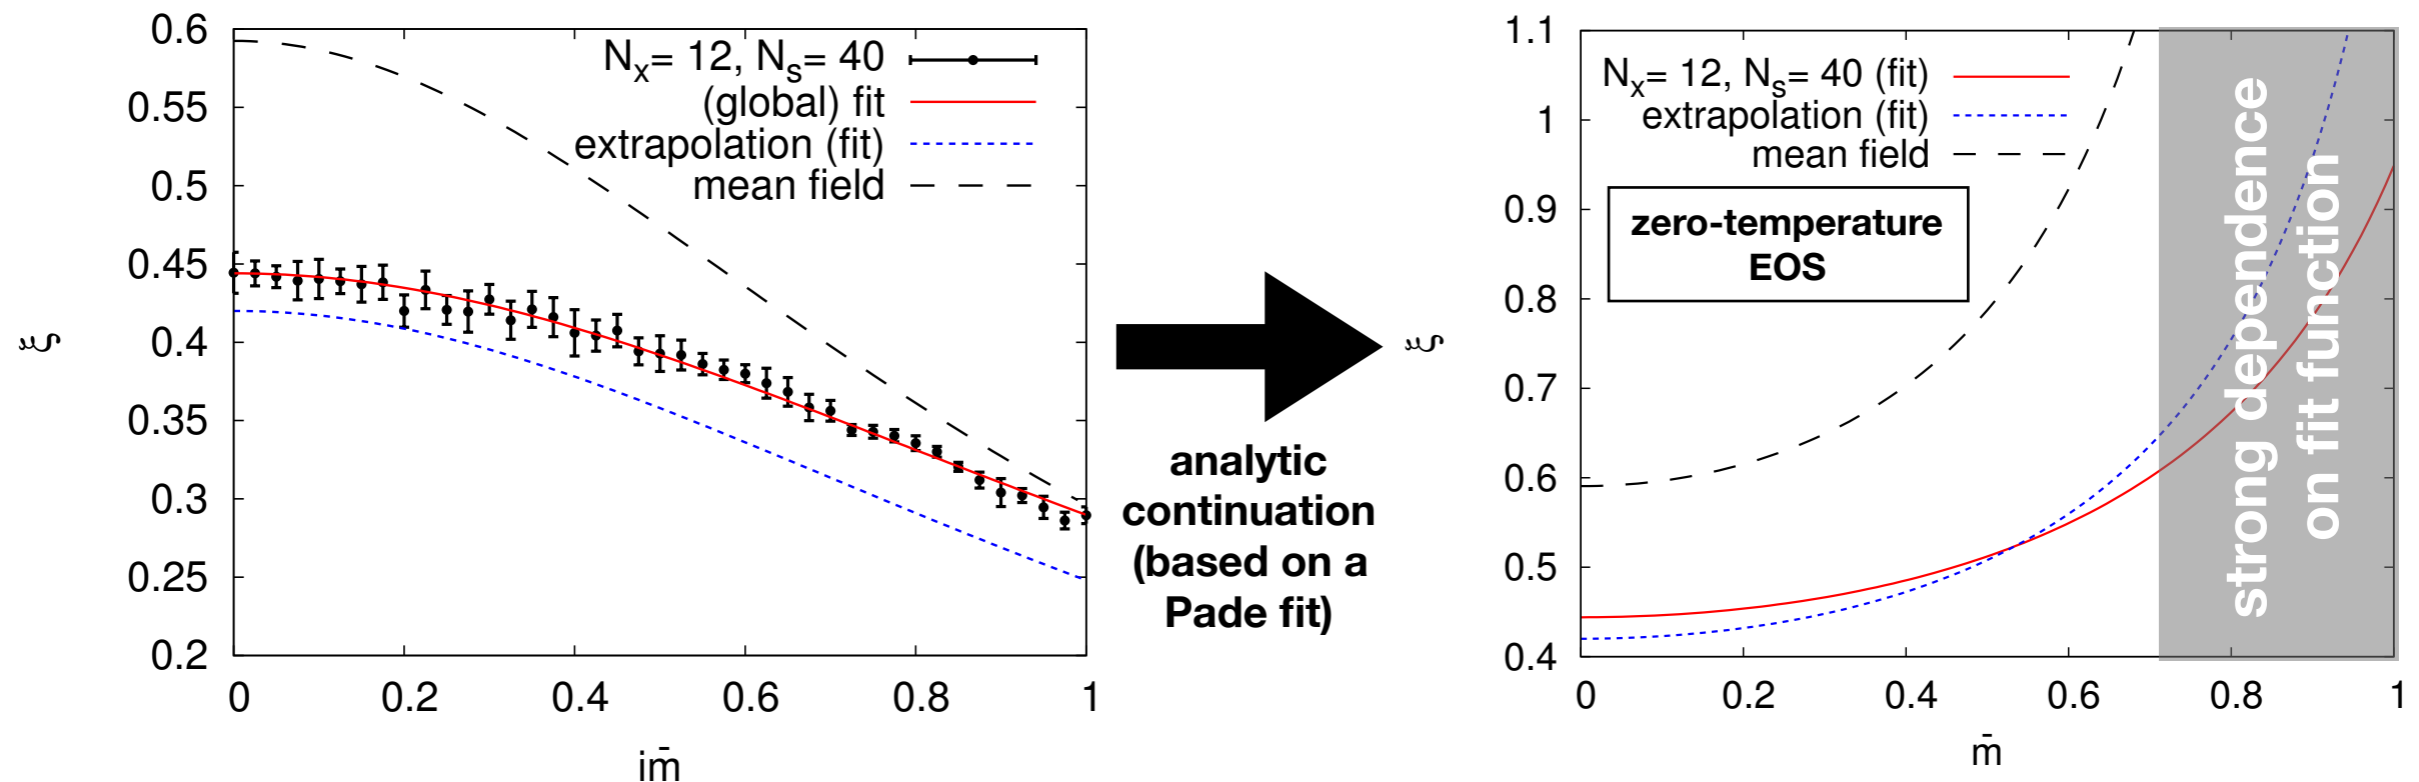 0.6
0.55
0.5
0.45
0.4
0.35
0.3
0.25
0.2
ξ
N_x= 12, N_s= 40
(global) fit
extrapolation (fit)
mean field
0 0.2 0.4 0.6 0.8 1
im̄
analytic
continuation
(based on a
Pade fit)
1.1
1
0.9
0.8
0.7
0.6
0.5
0.4
ξ
N_x= 12, N_s= 40 (fit)
extrapolation (fit)
mean field
zero-temperature
EOS
strong dependence
on fit function
0 0.2 0.4 0.6 0.8 1
m̄